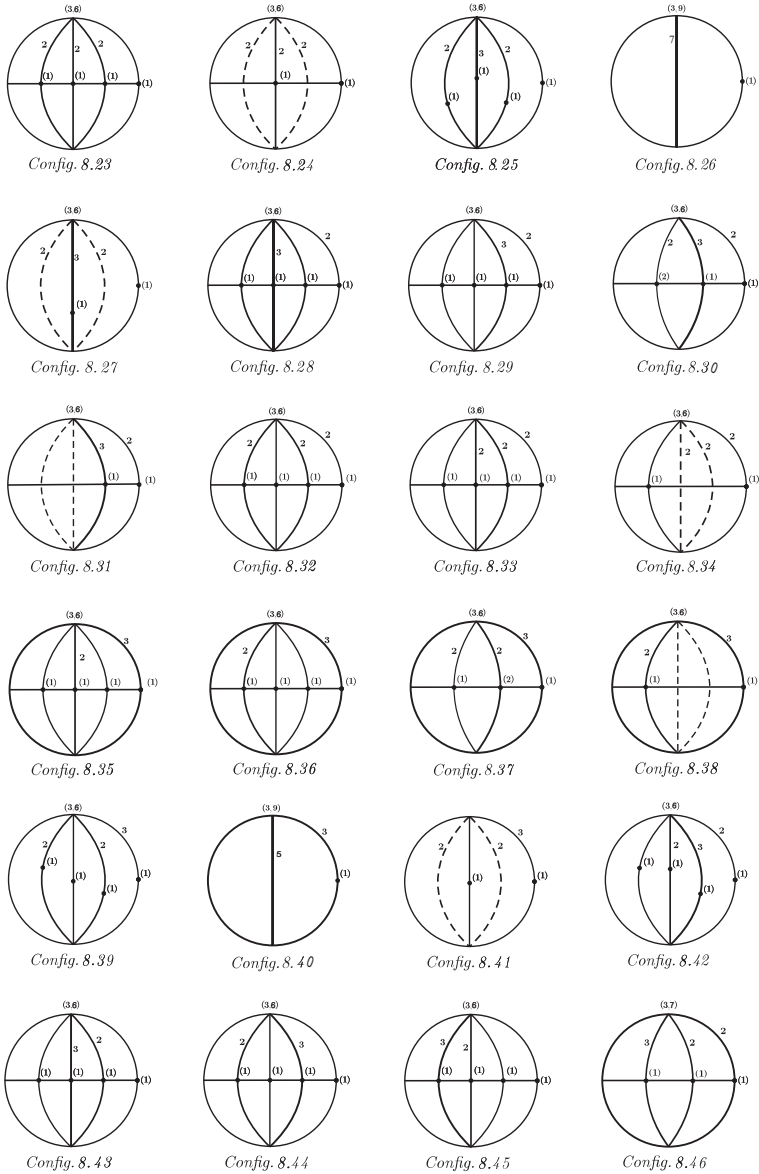 (3,6) (3,6) (3,6) (3,9)
2 2 2 2 2 2 3 2 7
(1) (1) (1) (1) (1) (1) (1) (1) (1) (1) (1)
Config. 8.23 Config. 8.24 Config. 8.25 Config. 8.26
(3,6) (3,6) (3,6) (3,6)
2 3 2 3 2 3 2 2 3 2
(1) (1) (1) (1) (1) (1) (1) (1) (1) (1) (2) (1) (1)
Config. 8.27 Config. 8.28 Config. 8.29 Config. 8.30
(3,6) (3,6) (3,6) (3,6)
3 2 2 2 2 2 2 2 2 2 2 2
(1) (1) (1) (1) (1) (1) (1) (1) (1) (1) (1) (1)
Config. 8.31 Config. 8.32 Config. 8.33 Config. 8.34
(3,6) (3,6) (3,6) (3,6)
2 3 2 3 2 2 3 2 3
(1) (1) (1) (1) (1) (1) (1) (1) (1) (2) (1) (1) (1)
Config. 8.35 Config. 8.36 Config. 8.37 Config. 8.38
(3,6) (3,9) (3,6)
2 2 3 5 3 2 2 3 2 3 2
(1) (1) (1) (1) (1) (1) (1) (1) (1) (1) (1)
Config. 8.39 Config. 8.40 Config. 8.41 Config. 8.42
(3,6) (3,6) (3,6) (3,7)
3 2 2 3 3 2 3 2 2
(1) (1) (1) (1) (1) (1) (1) (1) (1) (1) (1) (1) (1) (1) (1)
Config. 8.43 Config. 8.44 Config. 8.45 Config. 8.46